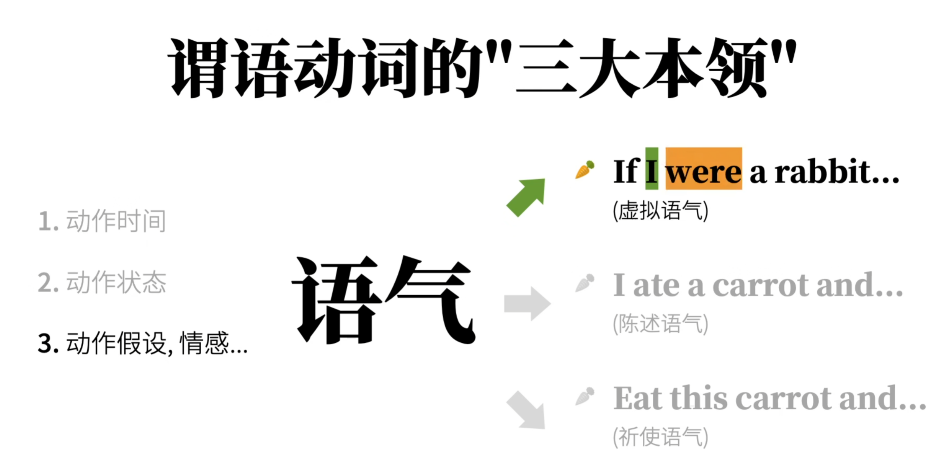 谓语动词的"三大本领"
1. 动作时间
2. 动作状态
3. 动作假设, 情感...
语气
If I were a rabbit...
(虚拟语气)
I ate a carrot and...
(陈述语气)
Eat this carrot and...
(祈使语气)